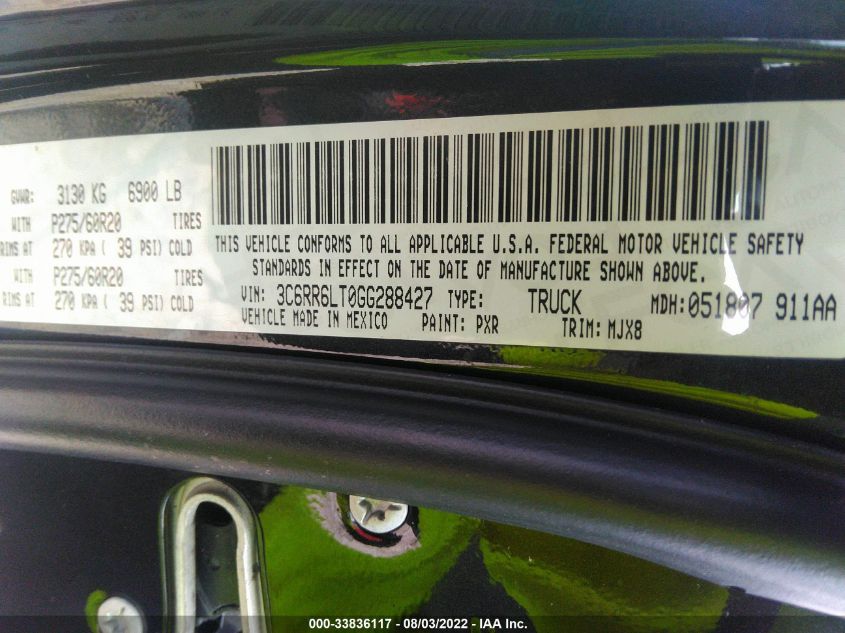 GVWR: 3130 KG 6900 LB
WITH P275/60R20 TIRES
RIMS AT 270 KPA ( 39 PSI) COLD
WITH P275/60R20 TIRES
RIMS AT 270 KPA ( 39 PSI) COLD
THIS VEHICLE CONFORMS TO ALL APPLICABLE U.S.A. FEDERAL MOTOR VEHICLE SAFETY
STANDARDS IN EFFECT ON THE DATE OF MANUFACTURE SHOWN ABOVE.
VIN: 3C6RR6LT0GG288427 TYPE: TRUCK MDH:051807 911AA
VEHICLE MADE IN MEXICO PAINT: PXR TRIM: MJX8
000-33836117 - 08/03/2022 - IAA Inc.